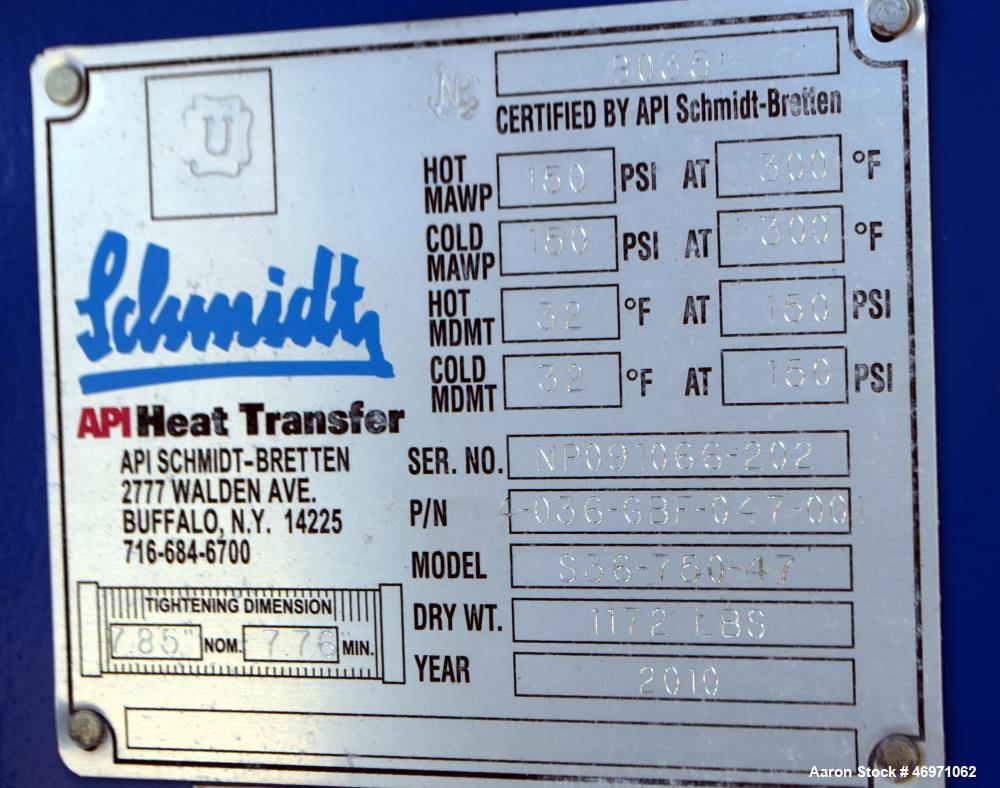 U
NB 8035
CERTIFIED BY API Schmidt-Bretten
HOT MAWP 150 PSI AT 300 °F
COLD MAWP 150 PSI AT 300 °F
HOT MDMT 32 °F AT 150 PSI
COLD MDMT 32 °F AT 150 PSI
Schmidt
API Heat Transfer
API SCHMIDT-BRETTEN
2777 WALDEN AVE.
BUFFALO, N.Y. 14225
716-684-6700
SER. NO. NP091066-202
P/N 4-036-GBF-047-001
MODEL S36-750-47
DRY WT. 1172 LBS
YEAR 2010
TIGHTENING DIMENSION
7.85" NOM. 7.76" MIN.
Aaron Stock # 46971062